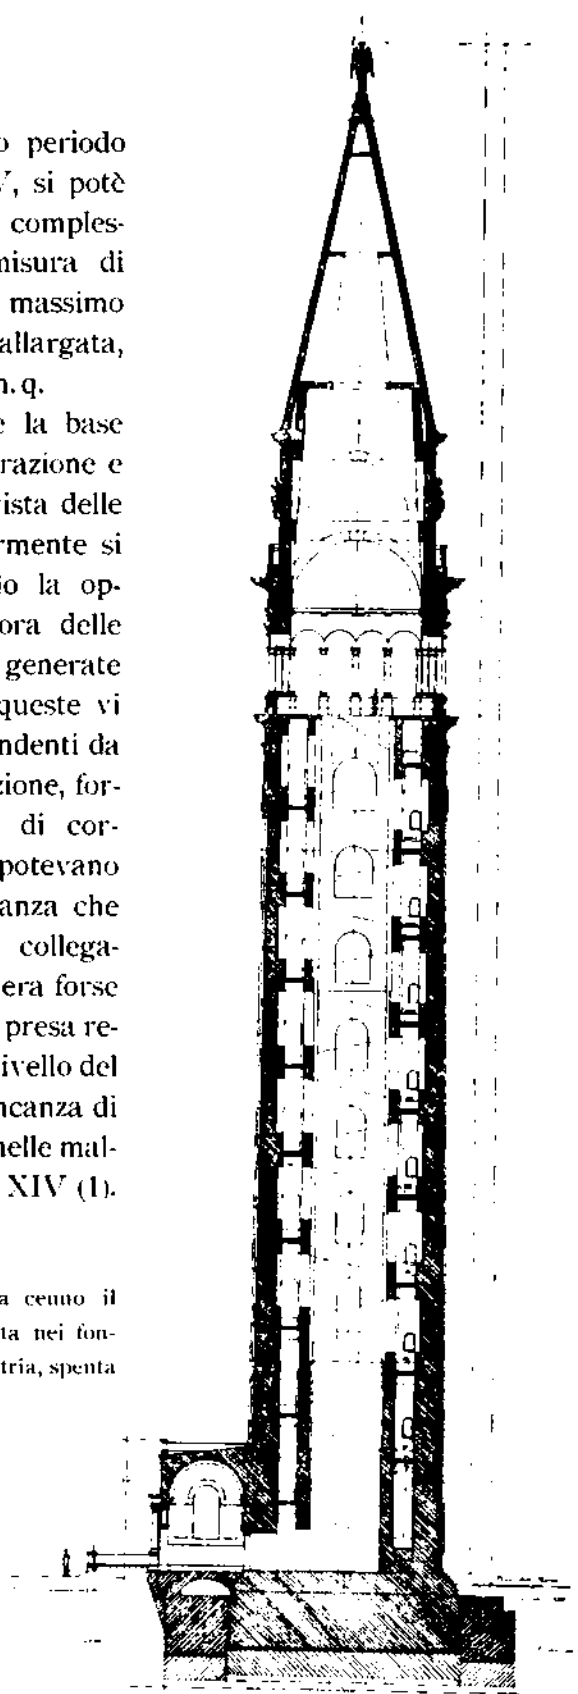 periodo
, si potè
comples-
misura di
massimo
allargata,
m. q.
e la base
razione e
vista delle
rmente si
io la op-
ora delle
generate
queste vi
ndenti da
zione, for-
di cor-
potevano
anza che
collega-
era forse
presa re-
ivello del
ncanza di
nelle mal-
XIV (1).
a cenno il
ta nei fon-
tria, spenta